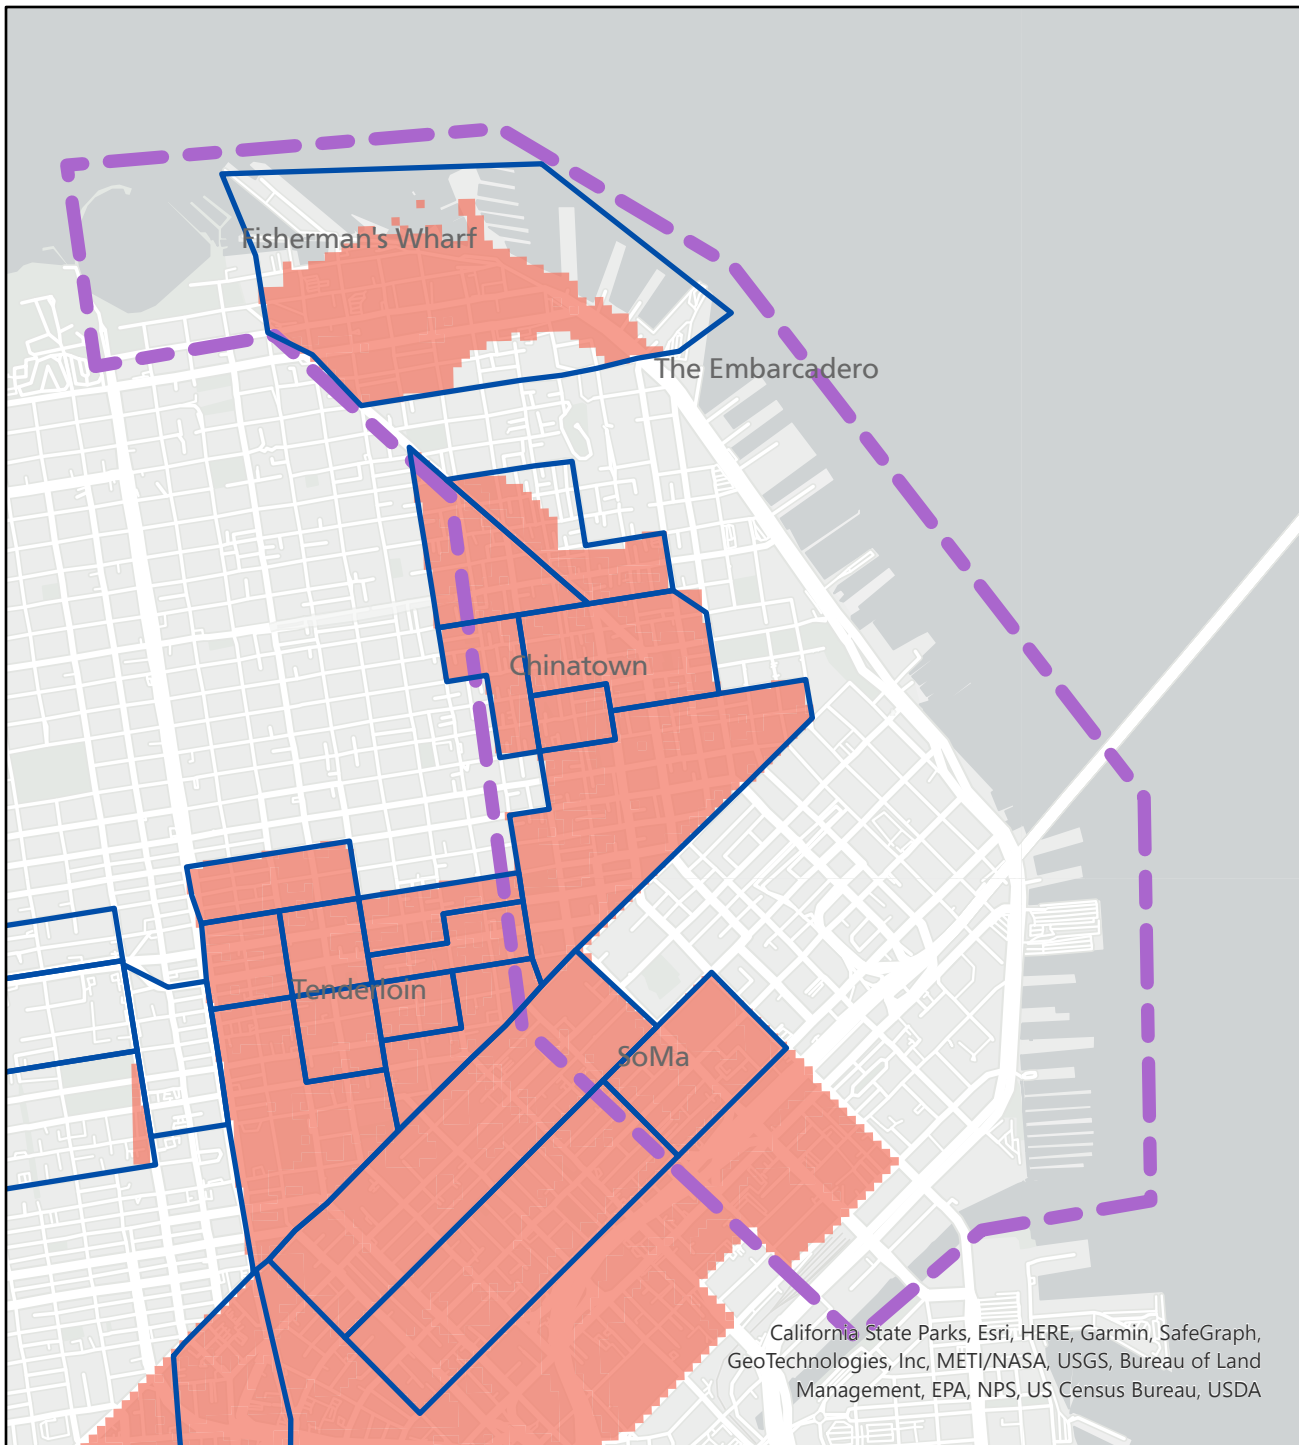 Fisherman's Wharf
The Embarcadero
Chinatown
Tenderloin
SoMa
California State Parks, Esri, HERE, Garmin, SafeGraph,
GeoTechnologies, Inc, METI/NASA, USGS, Bureau of Land
Management, EPA, NPS, US Census Bureau, USDA